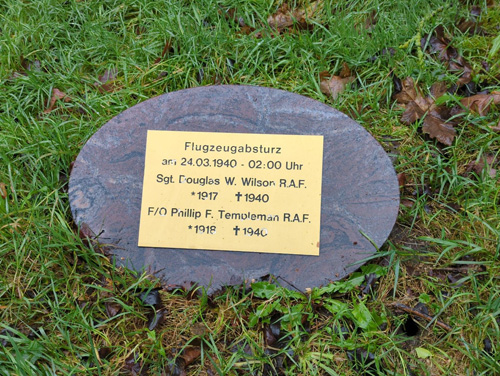 Flugzeugabsturz
am 24.03.1940 - 02:00 Uhr
Sgt. Douglas W. Wilson R.A.F.
*1917 ✝1940
F/O Phillip F. Templeman R.A.F.
*1918 ✝1940